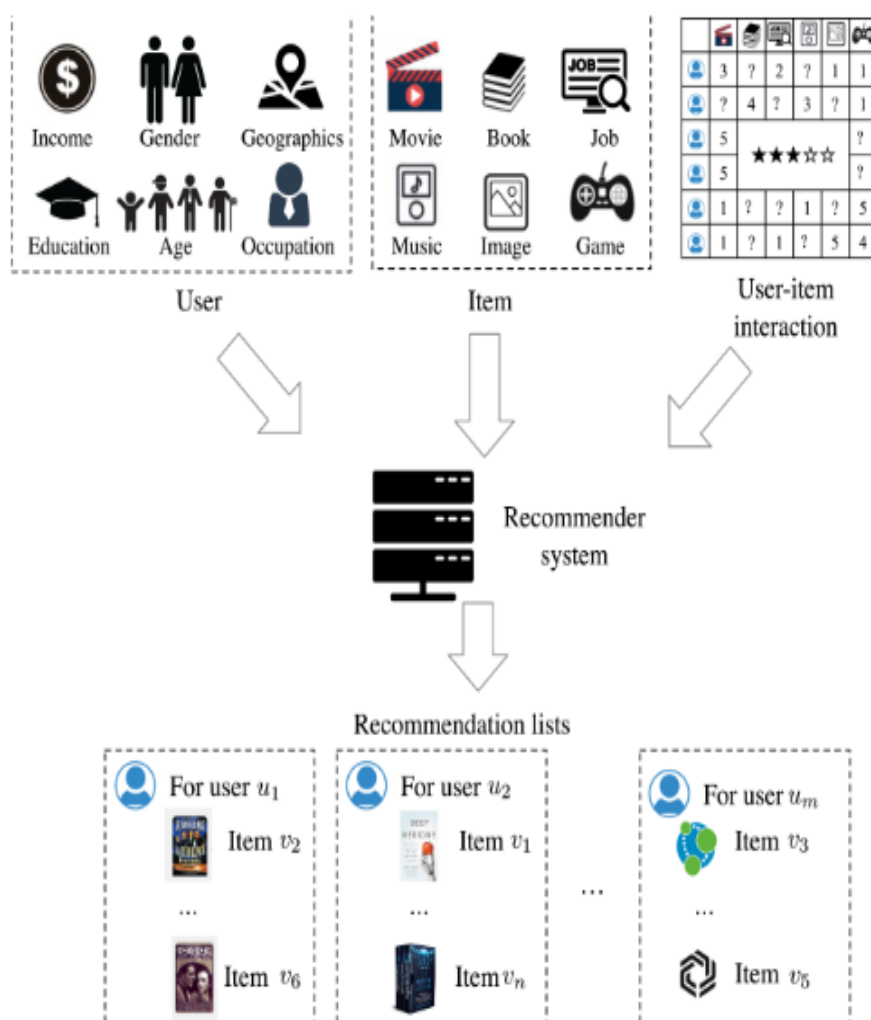 Income Gender Geographics
Education Age Occupation
User
Movie Book JOB Job
Music Image Game
Item
3 ? 2 ? 1 1
? 4 ? 3 ? 1
5 ?
★★★☆☆
5 ?
1 ? ? 1 ? 5
1 ? 1 ? 5 4
User-item
interaction
Recommender
system
Recommendation lists
For user u₁
Item v₂
...
Item v₆
For user u₂
Item v₁
...
Item vₙ
...
For user uₘ
Item v₃
...
Item v₅